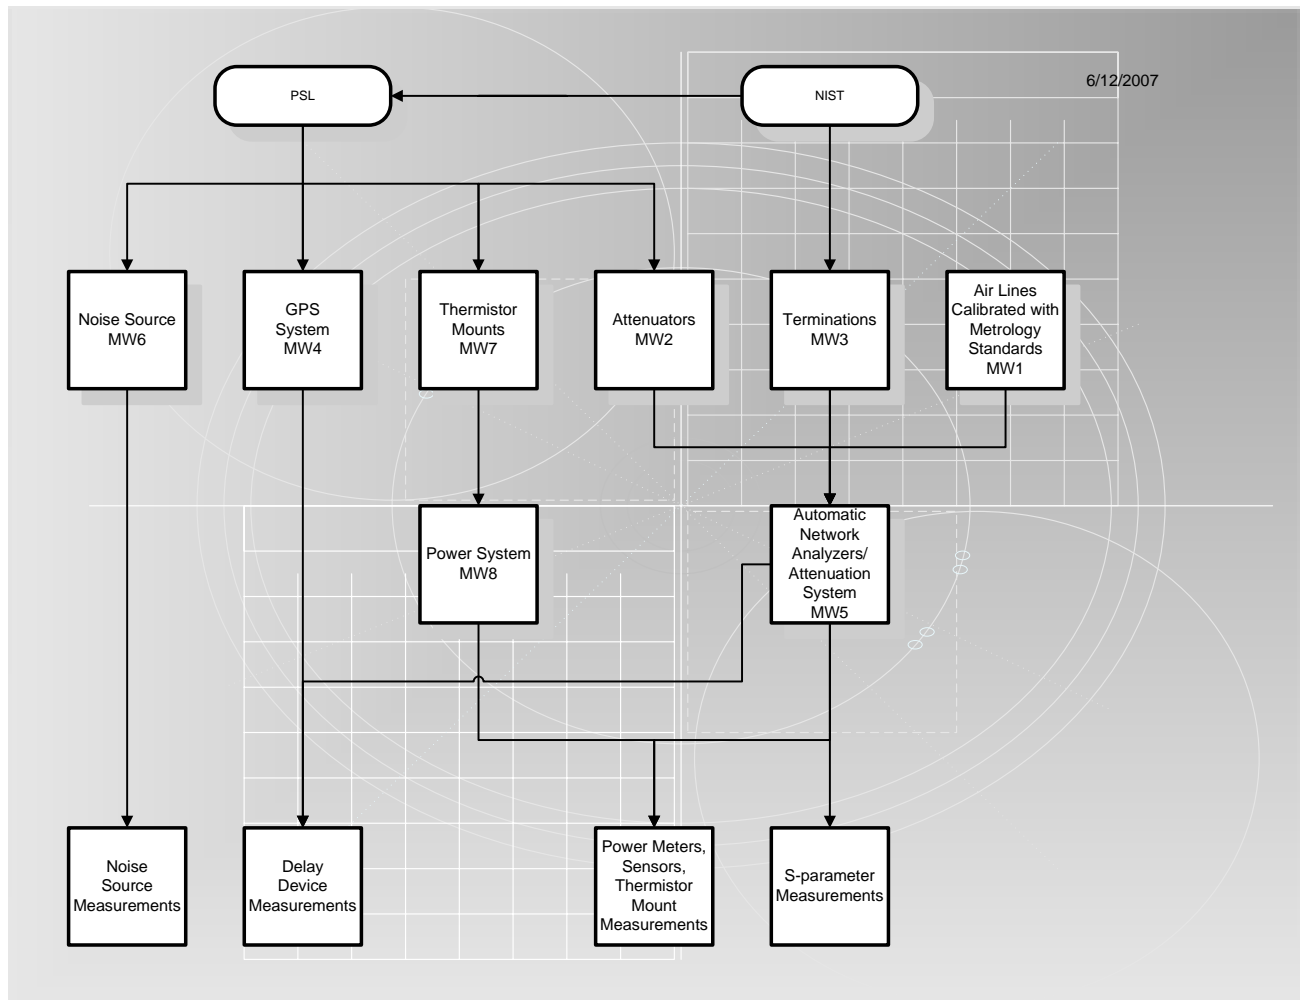 6/12/2007
PSL
NIST
Noise Source
MW6
GPS
System
MW4
Thermistor
Mounts
MW7
Attenuators
MW2
Terminations
MW3
Air Lines
Calibrated with
Metrology
Standards
MW1
Power System
MW8
Automatic
Network
Analyzers/
Attenuation
System
MW5
Noise
Source
Measurements
Delay
Device
Measurements
Power Meters,
Sensors,
Thermistor
Mount
Measurements
S-parameter
Measurements